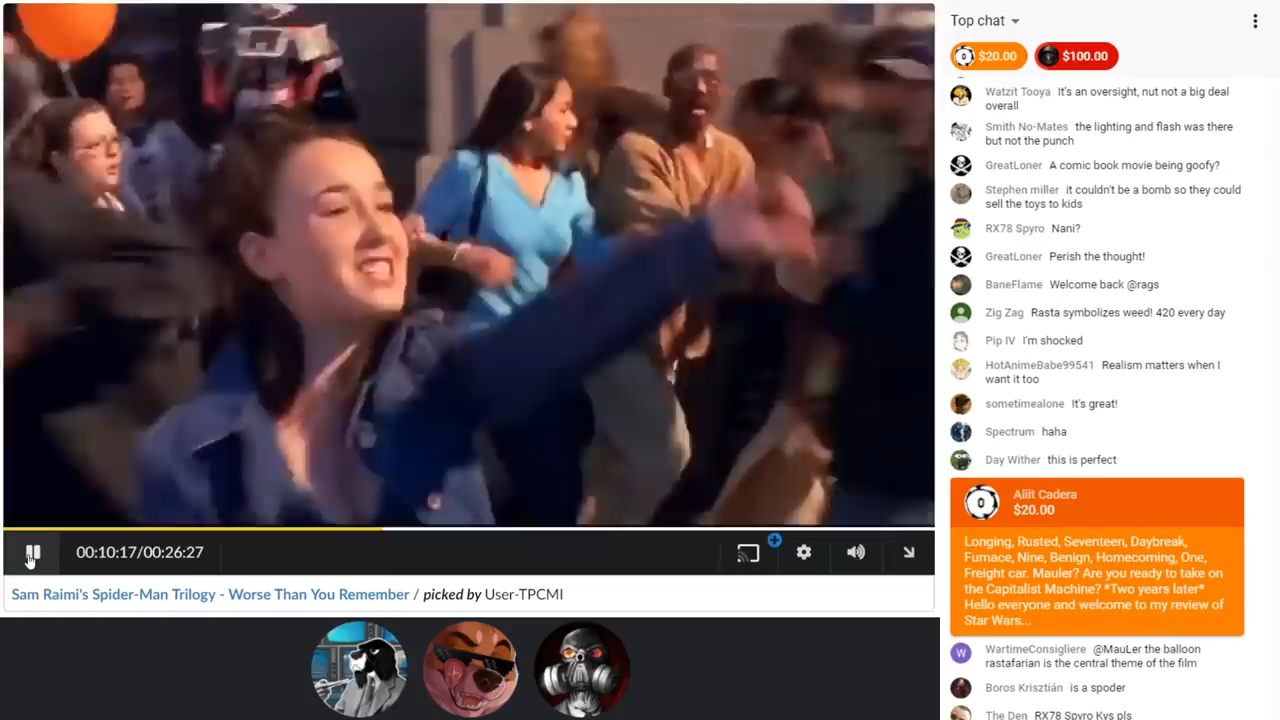 Top chat
$20.00
$100.00
Watzit Tooya It's an oversight, nut not a big deal
overall
Smith No-Mates the lighting and flash was there
but not the punch
GreatLoner A comic book movie being goofy?
Stephen miller it couldn't be a bomb so they could
sell the toys to kids
RX78 Spyro Nani?
GreatLoner Perish the thought!
BaneFlame Welcome back @rags
Zig Zag Rasta symbolizes weed! 420 every day
Pip IV I'm shocked
HotAnimeBabe99541 Realism matters when I
want it too
sometimealone It's great!
Spectrum haha
Day Wither this is perfect
Aliit Cadera
$20.00
Longing, Rusted, Seventeen, Daybreak,
Furnace, Nine, Benign, Homecoming, One,
Freight car. Mauler? Are you ready to take on
the Capitalist Machine? *Two years later*
Hello everyone and welcome to my review of
Star Wars...
W
WartimeConsigliere @MauLer the balloon
rastafarian is the central theme of the film
Boros Krisztián is a spoder
The Den RX78 Spyro Kys pls
00:10:17/00:26:27
Sam Raimi's Spider-Man Trilogy - Worse Than You Remember / picked by User-TPCMI